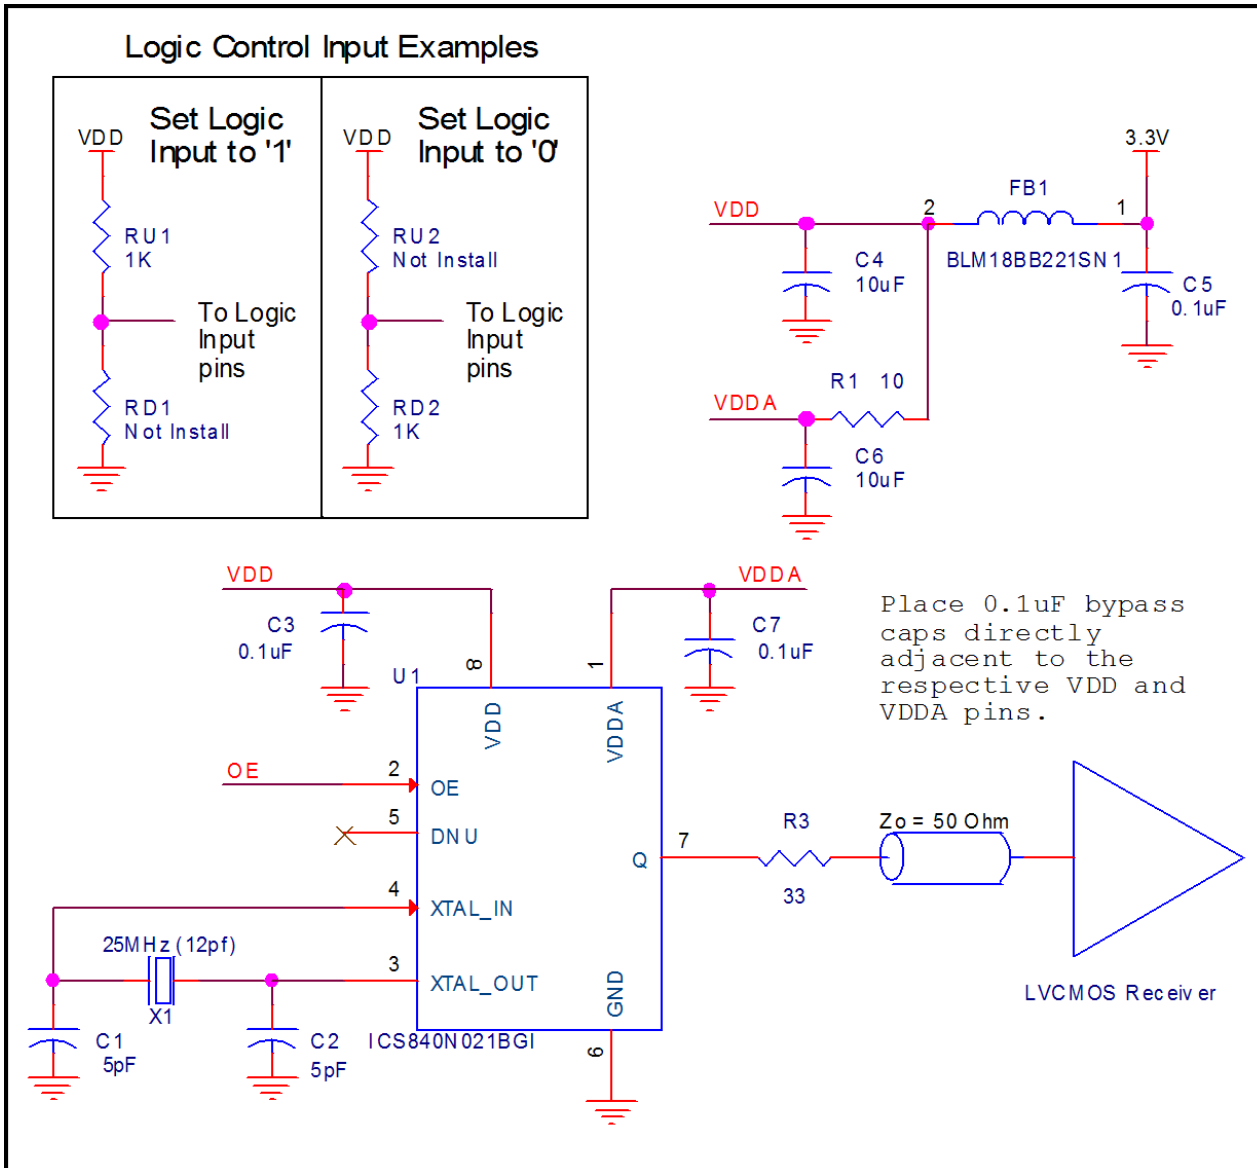 Logic Control Input Examples
Set Logic
Input to '1'
VDD
RU1
1K
To Logic
Input
pins
RD1
Not Install
Set Logic
Input to '0'
VDD
RU2
Not Install
To Logic
Input
pins
RD2
1K
3.3V
FB1
VDD
2
1
BLM18BB221SN1
C4
10uF
C5
0.1uF
R1 10
VDDA
C6
10uF
VDD
VDDA
C3
0.1uF
C7
0.1uF
Place 0.1uF bypass
caps directly
adjacent to the
respective VDD and
VDDA pins.
U1
8
1
VDD
VDDA
OE
2
OE
5
DNU
4
XTAL_IN
3
XTAL_OUT
Q
7
GND
6
R3
33
Zo = 50 Ohm
LVCMOS Receiver
25MHz (12pf)
X1
C1
5pF
C2
5pF
ICS840N021BGI